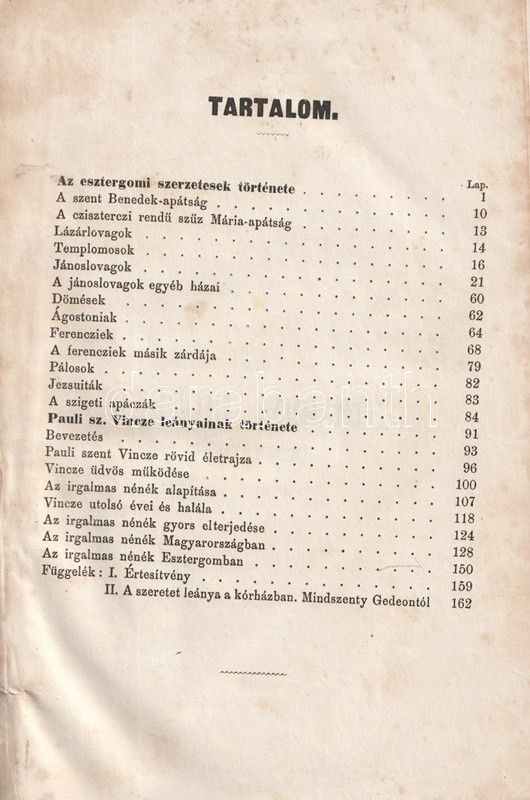 TARTALOM.
Lap.
Az esztergomi szerzetesek története . . . . . . . 1
A szent Benedek-apátság . . . . . . . 10
A cziszterczi rendű szűz Mária-apátság . . . . . . . 13
Lázárlovagok . . . . . . . 14
Templomosok . . . . . . . 16
Jánoslovagok . . . . . . . 21
A jánoslovagok egyéb házai . . . . . . . 60
Dömések . . . . . . . 62
Ágostoniak . . . . . . . 64
Ferencziek . . . . . . . 68
A ferencziek másik zárdája . . . . . . . 79
Pálosok . . . . . . . 82
Jezsuiták . . . . . . . 83
A szigeti apáczák . . . . . . . 84
Pauli sz. Vincze leányainak története . . . . . . . 91
Bevezetés . . . . . . . 93
Pauli szent Vincze rövid életrajza . . . . . . . 96
Vincze üdvös működése . . . . . . . 100
Az irgalmas nénék alapítása . . . . . . . 107
Vincze utolsó évei és halála . . . . . . . 118
Az irgalmas nénék gyors elterjedése . . . . . . . 124
Az irgalmas nénék Magyarországban . . . . . . . 128
Az irgalmas nénék Esztergomban . . . . . . . 150
Függelék : I. Értesítvény . . . . . . . 159
II. A szeretet leánya a kórházban. Mindszenty Gedeontól 162
darabanth